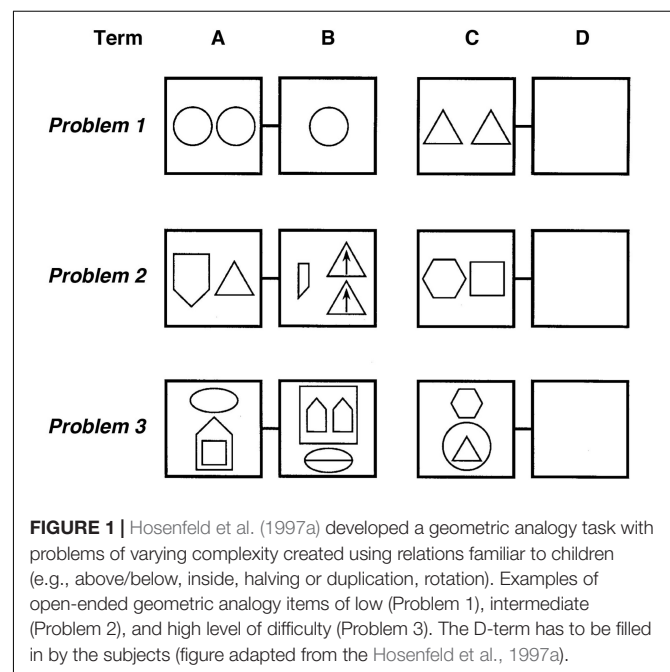 Term A B C D
Problem 1
Problem 2
Problem 3
FIGURE 1 | Hosenfeld et al. (1997a) developed a geometric analogy task with
problems of varying complexity created using relations familiar to children
(e.g., above/below, inside, halving or duplication, rotation). Examples of
open-ended geometric analogy items of low (Problem 1), intermediate
(Problem 2), and high level of difficulty (Problem 3). The D-term has to be filled
in by the subjects (figure adapted from the Hosenfeld et al., 1997a).